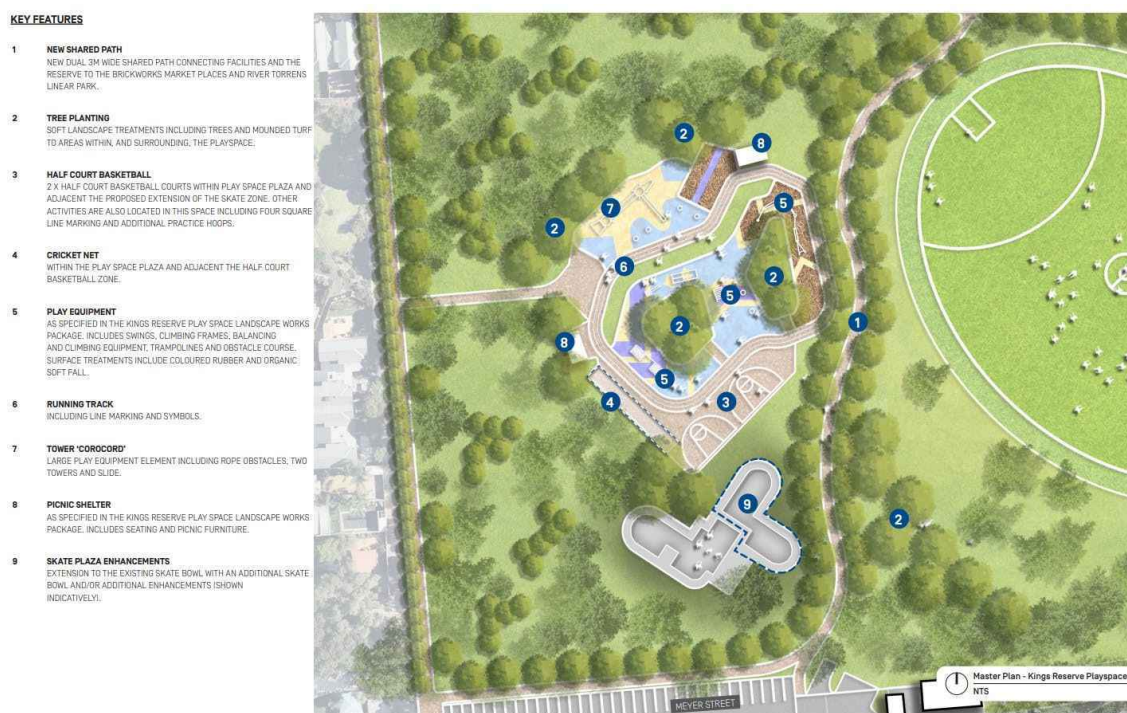 KEY FEATURES
1 NEW SHARED PATH
NEW DUAL 3M WIDE SHARED PATH CONNECTING FACILITIES AND THE
RESERVE TO THE BRICKWORKS MARKET PLACES AND RIVER TORRENS
LINEAR PARK.
2 TREE PLANTING
SOFT LANDSCAPE TREATMENTS INCLUDING TREES AND MOUNDED TURF
TO AREAS WITHIN, AND SURROUNDING, THE PLAYSPACE.
3 HALF COURT BASKETBALL
2 X HALF COURT BASKETBALL COURTS WITHIN PLAY SPACE PLAZA AND
ADJACENT THE PROPOSED EXTENSION OF THE SKATE ZONE. OTHER
ACTIVITIES ARE ALSO LOCATED IN THIS SPACE INCLUDING FOUR SQUARE
LINE MARKING AND ADDITIONAL PRACTICE HOOPS.
4 CRICKET NET
WITHIN THE PLAY SPACE PLAZA AND ADJACENT THE HALF COURT
BASKETBALL ZONE.
5 PLAY EQUIPMENT
AS SPECIFIED IN THE KINGS RESERVE PLAY SPACE LANDSCAPE WORKS
PACKAGE. INCLUDES SWINGS, CLIMBING FRAMES, BALANCING
AND CLIMBING EQUIPMENT, TRAMPOLINES AND OBSTACLE COURSE.
SURFACE TREATMENTS INCLUDE COLOURED RUBBER AND ORGANIC
SOFT FALL.
6 RUNNING TRACK
INCLUDING LINE MARKING AND SYMBOLS.
7 TOWER 'COROCORD'
LARGE PLAY EQUIPMENT ELEMENT INCLUDING ROPE OBSTACLES, TWO
TOWERS AND SLIDE.
8 PICNIC SHELTER
AS SPECIFIED IN THE KINGS RESERVE PLAY SPACE LANDSCAPE WORKS
PACKAGE. INCLUDES SEATING AND PICNIC FURNITURE.
9 SKATE PLAZA ENHANCEMENTS
EXTENSION TO THE EXISTING SKATE BOWL WITH AN ADDITIONAL SKATE
BOWL AND/OR ADDITIONAL ENHANCEMENTS (SHOWN
INDICATIVELY).
2
8
5
7
2
6
2
5
1
2
8
5
4
3
9
2
MEYER STREET
Master Plan - Kings Reserve Playspace
NTS